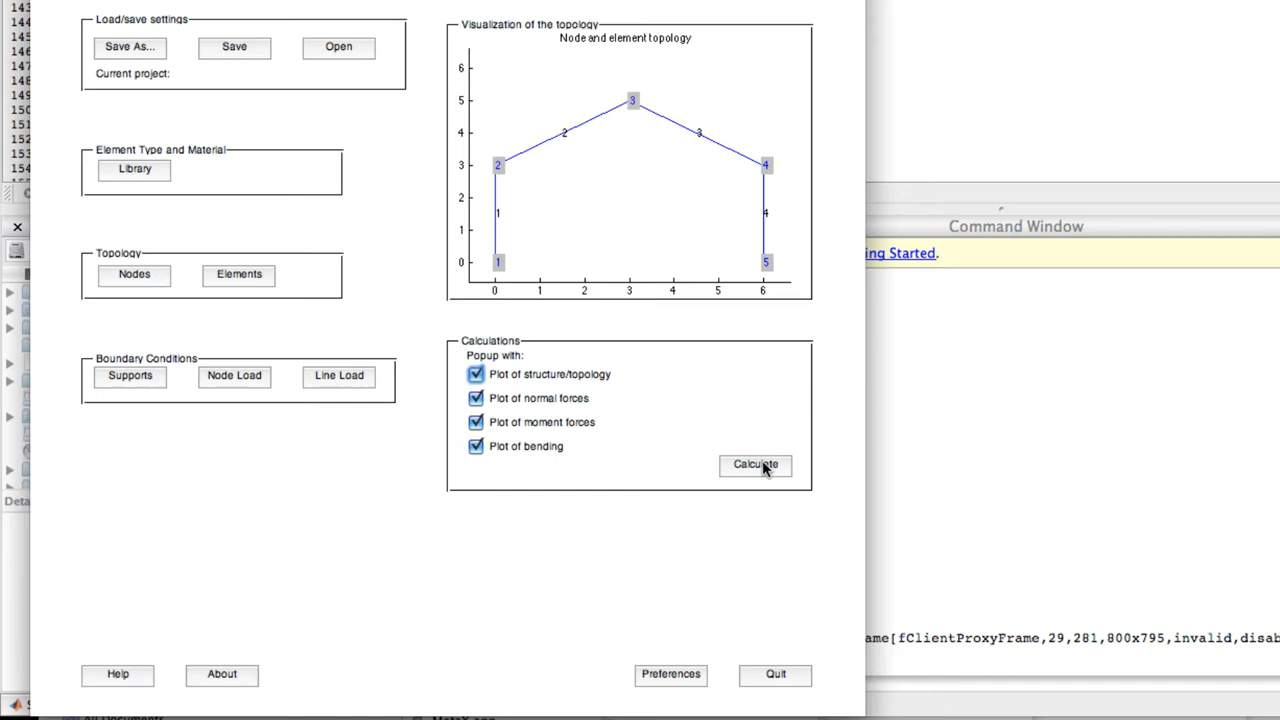 143
144
145
146
147
148
149
150
151
152
153
154
Load/save settings
Save As...
Save
Open
Current project:
Element Type and Material
Library
Topology
Nodes
Elements
Boundary Conditions
Supports
Node Load
Line Load
Visualization of the topology
Node and element topology
6
5
4
3
2
1
0
0 1 2 3 4 5 6
3
2
3
2
4
1
4
1
5
Calculations
Popup with:
Plot of structure/topology
Plot of normal forces
Plot of moment forces
Plot of bending
Calculate
Help
About
Preferences
Quit
Command Window
ing Started.
ame[fClientProxyFrame,29,281,800x795,invalid,disab
Deta